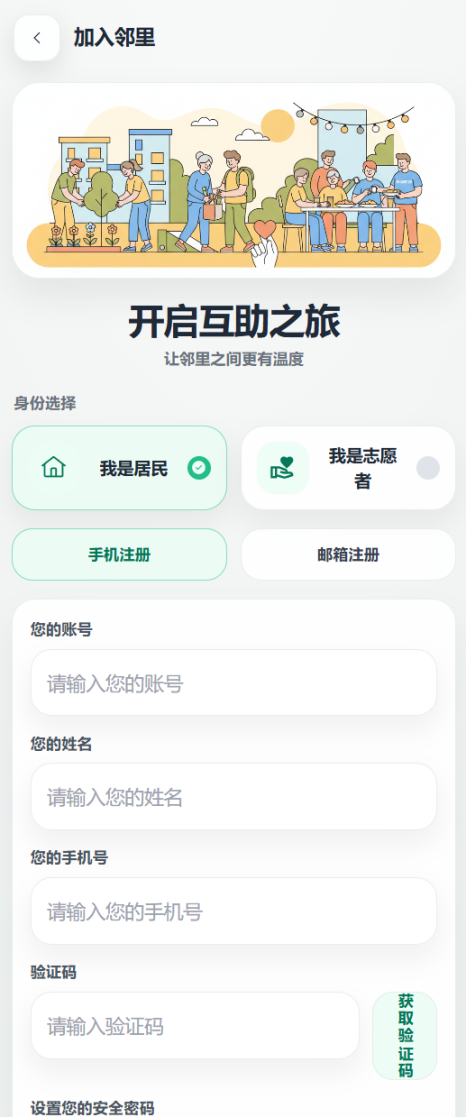 加入邻里
开启互助之旅
让邻里之间更有温度
身份选择
我是居民
我是志愿
者
手机注册
邮箱注册
您的账号
请输入您的账号
您的姓名
请输入您的姓名
您的手机号
请输入您的手机号
验证码
请输入验证码
获
取
验
证
码
设置您的安全密码